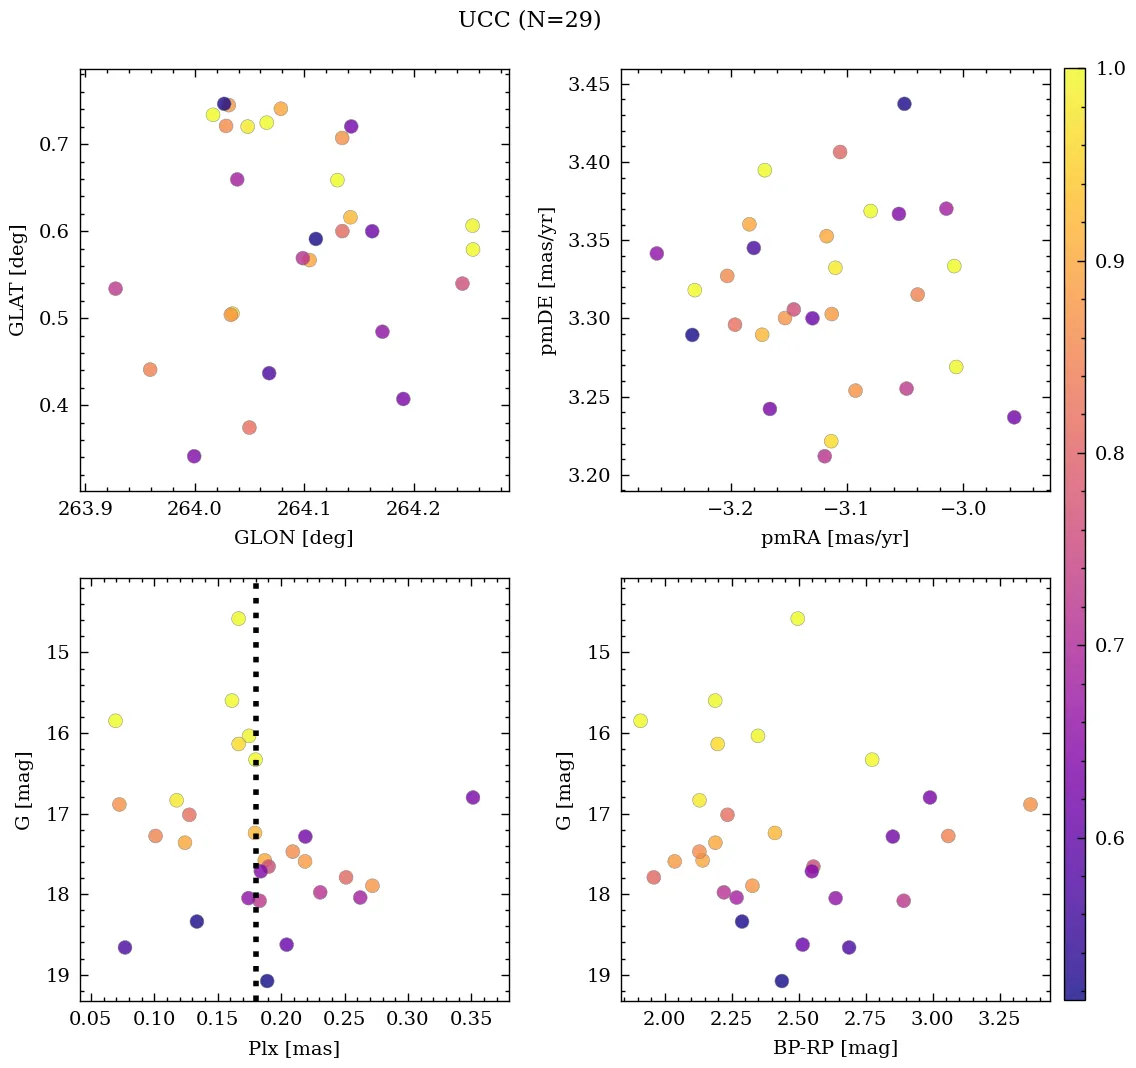 UCC (N=29)
0.7
0.6
0.5
0.4
GLAT [deg]
263.9 264.0 264.1 264.2
GLON [deg]
3.45
3.40
3.35
3.30
3.25
3.20
pmDE [mas/yr]
−3.2 −3.1 −3.0
pmRA [mas/yr]
1.0
0.9
0.8
0.7
0.6
15
16
17
18
19
G [mag]
0.05 0.10 0.15 0.20 0.25 0.30 0.35
Plx [mas]
15
16
17
18
19
G [mag]
2.00 2.25 2.50 2.75 3.00 3.25
BP-RP [mag]